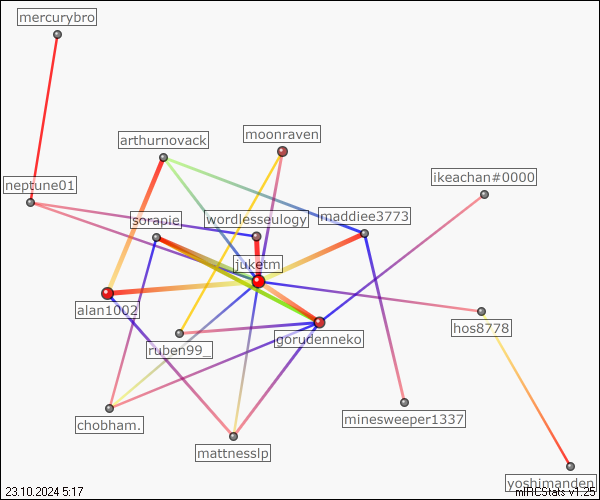 mercurybro
arthurnovack
moonraven
ikeachan#0000
neptune01
sorapie
wordlesseulogy
maddiee3773
juketm
alan1002
gorudenneko
hos8778
ruben99_
chobham.
minesweeper1337
mattnesslp
yoshimanden
23.10.2024 5:17
mIRCStats v1.25